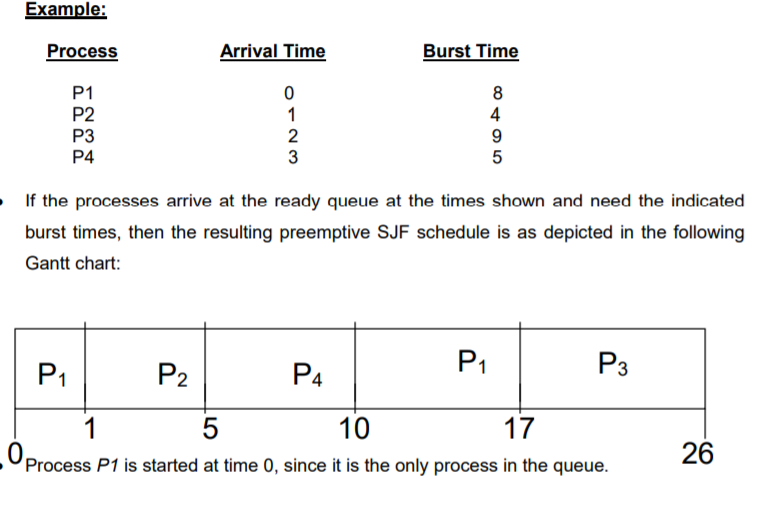 Example:
Process Arrival Time Burst Time
P1 0 8
P2 1 4
P3 2 9
P4 3 5
If the processes arrive at the ready queue at the times shown and need the indicated
burst times, then the resulting preemptive SJF schedule is as depicted in the following
Gantt chart:
P1 P2 P4 P1 P3
0 1 5 10 17 26
Process P1 is started at time 0, since it is the only process in the queue.